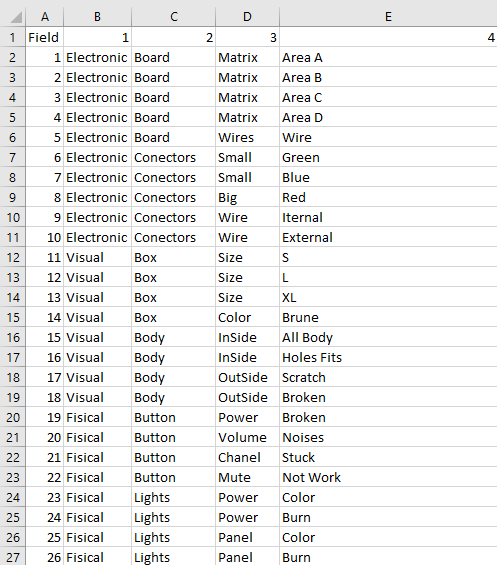 A B C D E
1 Field 1 2 3 4
2 1 Electronic Board Matrix Area A
3 2 Electronic Board Matrix Area B
4 3 Electronic Board Matrix Area C
5 4 Electronic Board Matrix Area D
6 5 Electronic Board Wires Wire
7 6 Electronic Conectors Small Green
8 7 Electronic Conectors Small Blue
9 8 Electronic Conectors Big Red
10 9 Electronic Conectors Wire Iternal
11 10 Electronic Conectors Wire External
12 11 Visual Box Size S
13 12 Visual Box Size L
14 13 Visual Box Size XL
15 14 Visual Box Color Brune
16 15 Visual Body InSide All Body
17 16 Visual Body InSide Holes Fits
18 17 Visual Body OutSide Scratch
19 18 Visual Body OutSide Broken
20 19 Fisical Button Power Broken
21 20 Fisical Button Volume Noises
22 21 Fisical Button Chanel Stuck
23 22 Fisical Button Mute Not Work
24 23 Fisical Lights Power Color
25 24 Fisical Lights Power Burn
26 25 Fisical Lights Panel Color
27 26 Fisical Lights Panel Burn